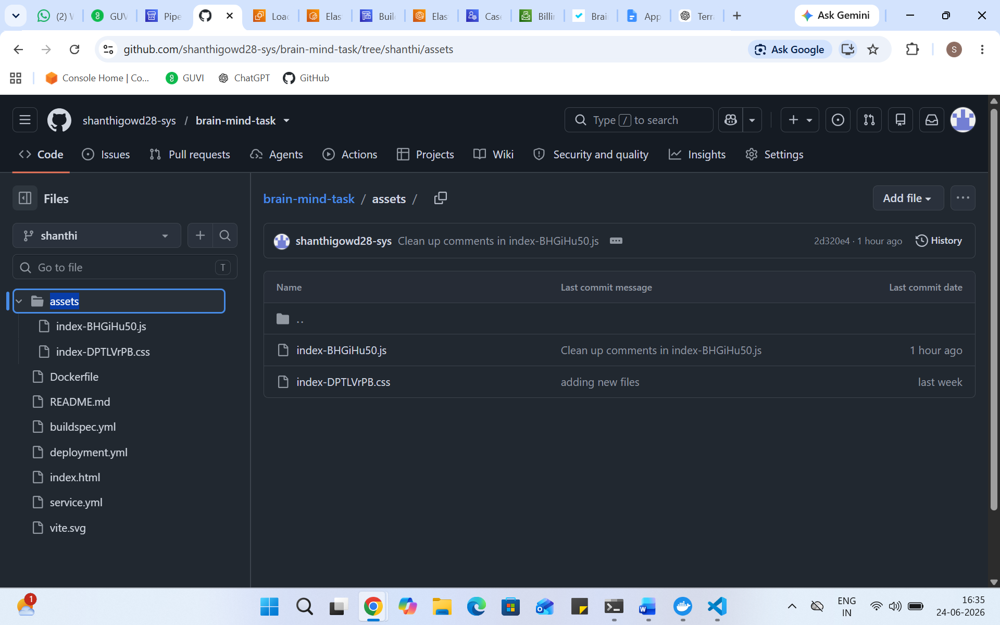 (2) W
GUV
Pipe
Load
Elas
Buil
Elas
Case
Billi
Brai
App
Terr
Ask Gemini
github.com/shanthigowd28-sys/brain-mind-task/tree/shanthi/assets
Ask Google
S
Console Home | Co...
GUVI
ChatGPT
GitHub
shanthigowd28-sys / brain-mind-task
Type / to search
Code
Issues
Pull requests
Agents
Actions
Projects
Wiki
Security and quality
Insights
Settings
Files
shanthi
Go to file
T
assets
index-BHGiHu50.js
index-DPTLVrPB.css
Dockerfile
README.md
buildspec.yml
deployment.yml
index.html
service.yml
vite.svg
brain-mind-task / assets /
Add file
shanthigowd28-sys Clean up comments in index-BHGiHu50.js
2d320e4 · 1 hour ago
History
Name Last commit message Last commit date
..
index-BHGiHu50.js Clean up comments in index-BHGiHu50.js 1 hour ago
index-DPTLVrPB.css adding new files last week
1
ENG
IN
16:35
24-06-2026